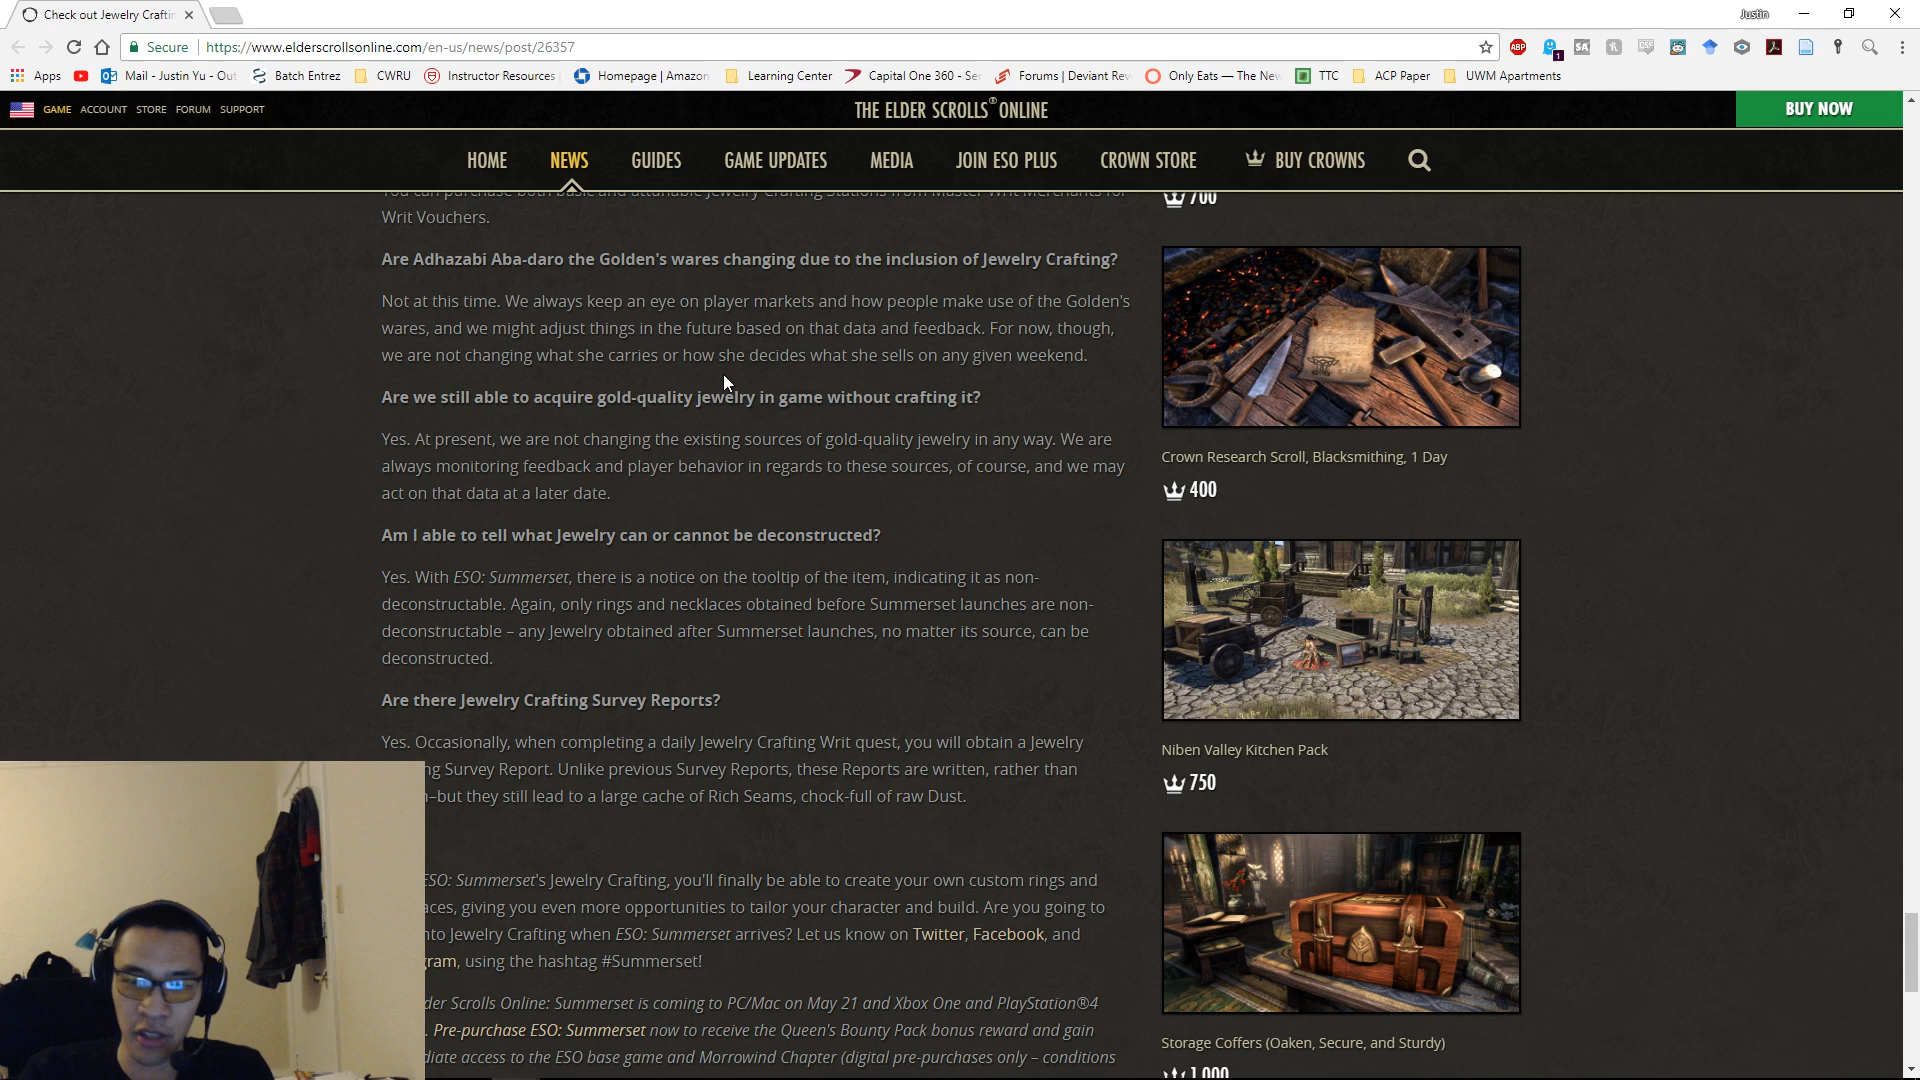 Check out Jewelry Craftin
Justin
Secure
https://www.elderscrollsonline.com/en-us/news/post/26357
Apps
Mail - Justin Yu - Out
Batch Entrez
CWRU
Instructor Resources
Homepage | Amazon
Learning Center
Capital One 360 - Se
Forums | Deviant Rev
Only Eats — The New
TTC
ACP Paper
UWM Apartments
GAME ACCOUNT STORE FORUM SUPPORT
THE ELDER SCROLLS® ONLINE
BUY NOW
HOME NEWS GUIDES GAME UPDATES MEDIA JOIN ESO PLUS CROWN STORE BUY CROWNS
You can purchase both basic and attunable Jewelry Crafting Stations from Master Writ Merchants for
Writ Vouchers.
Are Adhazabi Aba-daro the Golden's wares changing due to the inclusion of Jewelry Crafting?
Not at this time. We always keep an eye on player markets and how people make use of the Golden's
wares, and we might adjust things in the future based on that data and feedback. For now, though,
we are not changing what she carries or how she decides what she sells on any given weekend.
Are we still able to acquire gold-quality jewelry in game without crafting it?
Yes. At present, we are not changing the existing sources of gold-quality jewelry in any way. We are
always monitoring feedback and player behavior in regards to these sources, of course, and we may
act on that data at a later date.
Am I able to tell what Jewelry can or cannot be deconstructed?
Yes. With ESO: Summerset, there is a notice on the tooltip of the item, indicating it as non-
deconstructable. Again, only rings and necklaces obtained before Summerset launches are non-
deconstructable – any Jewelry obtained after Summerset launches, no matter its source, can be
deconstructed.
Are there Jewelry Crafting Survey Reports?
Yes. Occasionally, when completing a daily Jewelry Crafting Writ quest, you will obtain a Jewelry
ng Survey Report. Unlike previous Survey Reports, these Reports are written, rather than
–but they still lead to a large cache of Rich Seams, chock-full of raw Dust.
ESO: Summerset's Jewelry Crafting, you'll finally be able to create your own custom rings and
aces, giving you even more opportunities to tailor your character and build. Are you going to
nto Jewelry Crafting when ESO: Summerset arrives? Let us know on Twitter, Facebook, and
gram, using the hashtag #Summerset!
der Scrolls Online: Summerset is coming to PC/Mac on May 21 and Xbox One and PlayStation®4
. Pre-purchase ESO: Summerset now to receive the Queen's Bounty Pack bonus reward and gain
diate access to the ESO base game and Morrowind Chapter (digital pre-purchases only – conditions
700
Crown Research Scroll, Blacksmithing, 1 Day
400
Niben Valley Kitchen Pack
750
Storage Coffers (Oaken, Secure, and Sturdy)
1,000